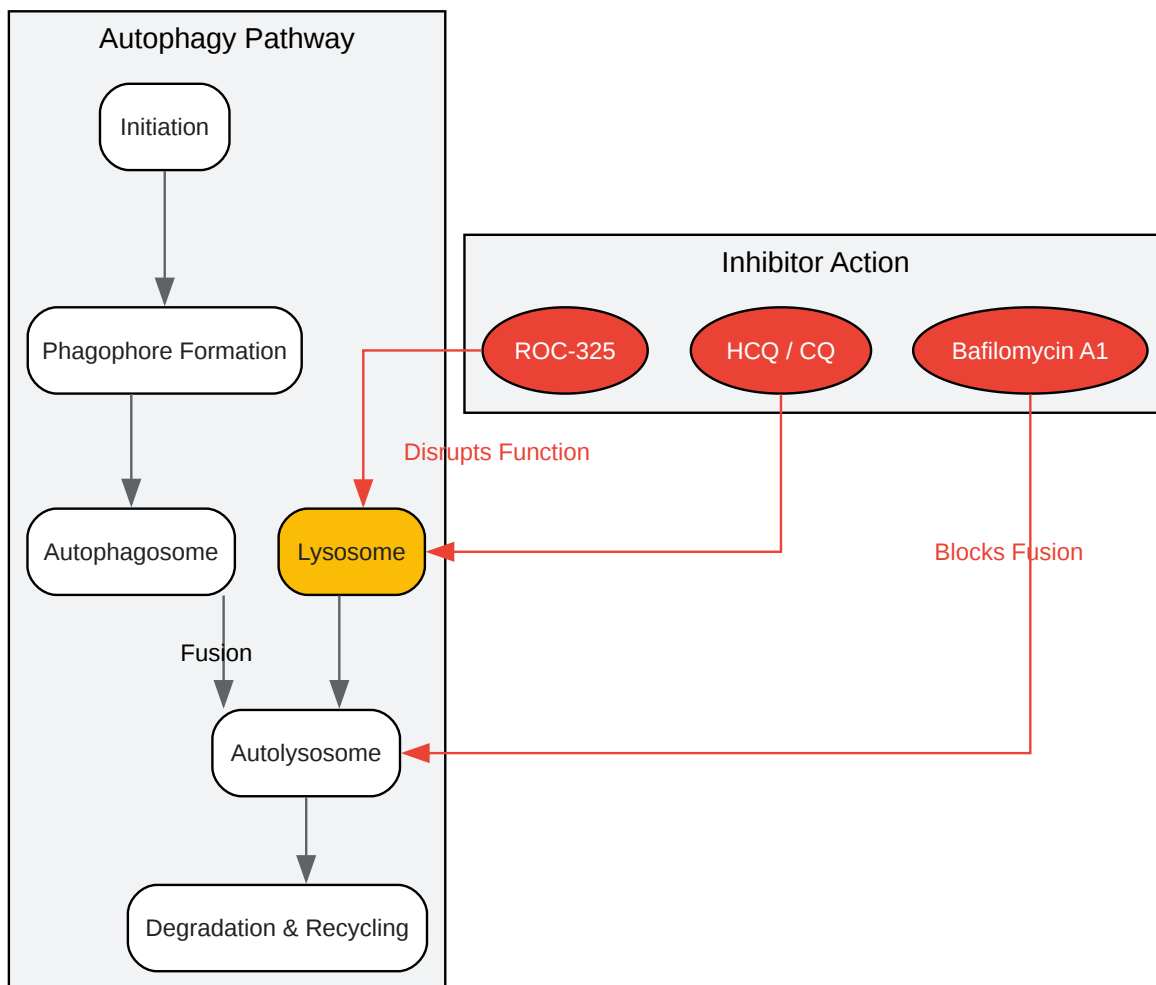 Autophagy Pathway
Initiation
Inhibitor Action
Phagophore Formation
ROC-325
HCQ / CQ
Bafilomycin A1
Disrupts Function
Autophagosome
Lysosome
Blocks Fusion
Fusion
Autolysosome
Degradation & Recycling